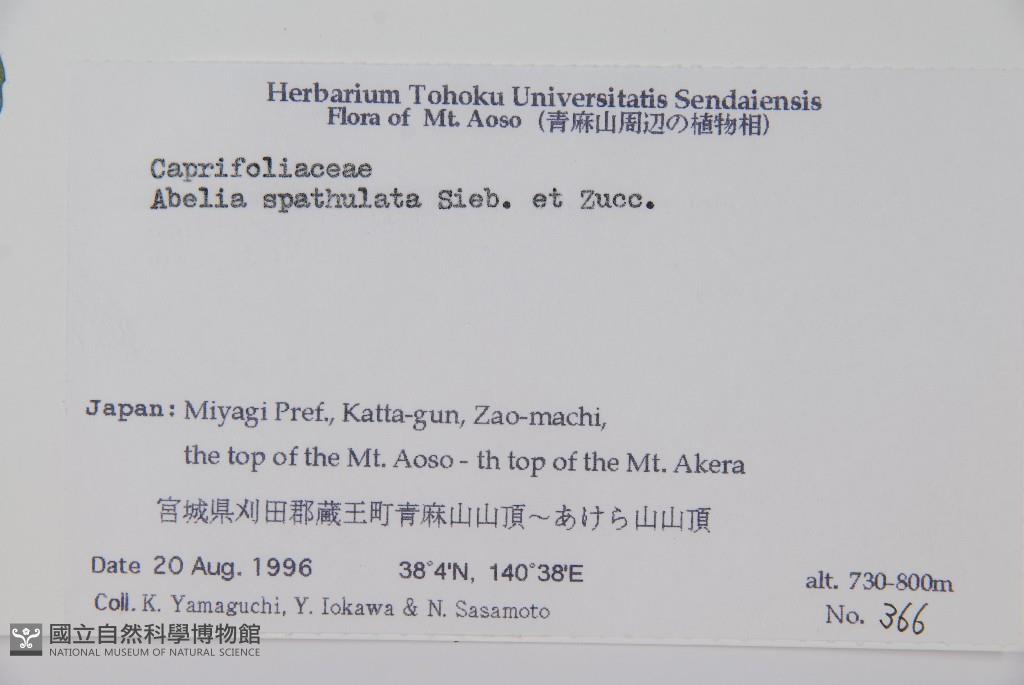 Herbarium Tohoku Universitatis Sendaiensis
Flora of Mt. Aoso (青麻山周辺の植物相)
Caprifoliaceae
Abelia spathulata Sieb. et Zucc.
Japan: Miyagi Pref., Katta-gun, Zao-machi,
the top of the Mt. Aoso - th top of the Mt. Akera
宮城県刈田郡蔵王町青麻山山頂～あけら山山頂
Date 20 Aug. 1996 38°4'N, 140°38'E alt. 730-800m
Coll. K. Yamaguchi, Y. Iokawa & N. Sasamoto No. 366
國立自然科學博物館
NATIONAL MUSEUM OF NATURAL SCIENCE